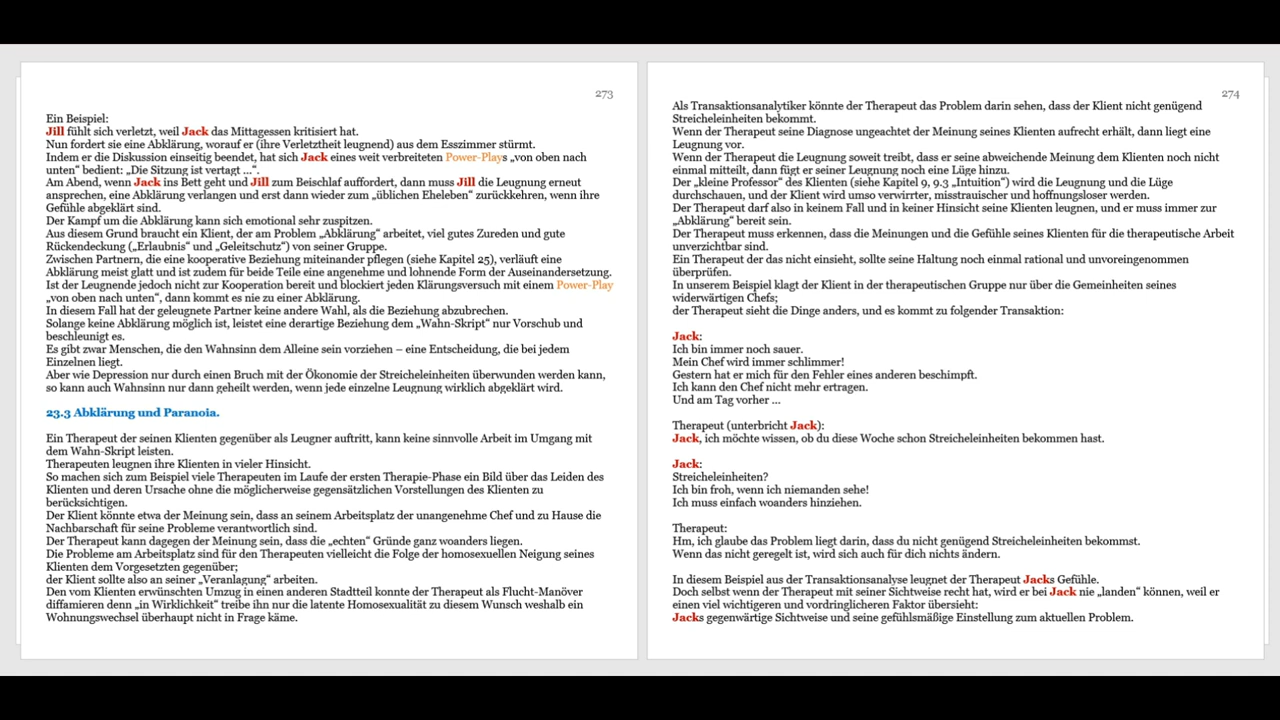 273
Ein Beispiel:
Jill fühlt sich verletzt, weil Jack das Mittagessen kritisiert hat.
Nun fordert sie eine Abklärung, worauf er (ihre Verletztheit leugnend) aus dem Esszimmer stürmt.
Indem er die Diskussion einseitig beendet, hat sich Jack eines weit verbreiteten Power-Plays „von oben nach
unten“ bedient: „Die Sitzung ist vertagt ...“.
Am Abend, wenn Jack ins Bett geht und Jill zum Beischlaf auffordert, dann muss Jill die Leugnung erneut
ansprechen, eine Abklärung verlangen und erst dann wieder zum „üblichen Eheleben“ zurückkehren, wenn ihre
Gefühle abgeklärt sind.
Der Kampf um die Abklärung kann sich emotional sehr zuspitzen.
Aus diesem Grund braucht ein Klient, der am Problem „Abklärung“ arbeitet, viel gutes Zureden und gute
Rückendeckung („Erlaubnis“ und „Geleitschutz“) von seiner Gruppe.
Zwischen Partnern, die eine kooperative Beziehung miteinander pflegen (siehe Kapitel 25), verläuft eine
Abklärung meist glatt und ist zudem für beide Teile eine angenehme und lohnende Form der Auseinandersetzung.
Ist der Leugnende jedoch nicht zur Kooperation bereit und blockiert jeden Klärungsversuch mit einem Power-Play
„von oben nach unten“, dann kommt es nie zu einer Abklärung.
In diesem Fall hat der geleugnete Partner keine andere Wahl, als die Beziehung abzubrechen.
Solange keine Abklärung möglich ist, leistet eine derartige Beziehung dem „Wahn-Skript“ nur Vorschub und
beschleunigt es.
Es gibt zwar Menschen, die den Wahnsinn dem Alleine sein vorziehen – eine Entscheidung, die bei jedem
Einzelnen liegt.
Aber wie Depression nur durch einen Bruch mit der Ökonomie der Streicheleinheiten überwunden werden kann,
so kann auch Wahnsinn nur dann geheilt werden, wenn jede einzelne Leugnung wirklich abgeklärt wird.
23.3 Abklärung und Paranoia.
Ein Therapeut der seinen Klienten gegenüber als Leugner auftritt, kann keine sinnvolle Arbeit im Umgang mit
dem Wahn-Skript leisten.
Therapeuten leugnen ihre Klienten in vieler Hinsicht.
So machen sich zum Beispiel viele Therapeuten im Laufe der ersten Therapie-Phase ein Bild über das Leiden des
Klienten und deren Ursache ohne die möglicherweise gegensätzlichen Vorstellungen des Klienten zu
berücksichtigen.
Der Klient könnte etwa der Meinung sein, dass an seinem Arbeitsplatz der unangenehme Chef und zu Hause die
Nachbarschaft für seine Probleme verantwortlich sind.
Der Therapeut kann dagegen der Meinung sein, dass die „echten“ Gründe ganz woanders liegen.
Die Probleme am Arbeitsplatz sind für den Therapeuten vielleicht die Folge der homosexuellen Neigung seines
Klienten dem Vorgesetzten gegenüber;
der Klient sollte also an seiner „Veranlagung“ arbeiten.
Den vom Klienten erwünschten Umzug in einen anderen Stadtteil konnte der Therapeut als Flucht-Manöver
diffamieren denn „in Wirklichkeit“ treibe ihn nur die latente Homosexualität zu diesem Wunsch weshalb ein
Wohnungswechsel überhaupt nicht in Frage käme.
274
Als Transaktionsanalytiker könnte der Therapeut das Problem darin sehen, dass der Klient nicht genügend
Streicheleinheiten bekommt.
Wenn der Therapeut seine Diagnose ungeachtet der Meinung seines Klienten aufrecht erhält, dann liegt eine
Leugnung vor.
Wenn der Therapeut die Leugnung soweit treibt, dass er seine abweichende Meinung dem Klienten noch nicht
einmal mitteilt, dann fügt er seiner Leugnung noch eine Lüge hinzu.
Der „kleine Professor“ des Klienten (siehe Kapitel 9, 9.3 „Intuition“) wird die Leugnung und die Lüge
durchschauen, und der Klient wird umso verwirrter, misstrauischer und hoffnungsloser werden.
Der Therapeut darf also in keinem Fall und in keiner Hinsicht seine Klienten leugnen, und er muss immer zur
„Abklärung“ bereit sein.
Der Therapeut muss erkennen, dass die Meinungen und die Gefühle seines Klienten für die therapeutische Arbeit
unverzichtbar sind.
Ein Therapeut der das nicht einsieht, sollte seine Haltung noch einmal rational und unvoreingenommen
überprüfen.
In unserem Beispiel klagt der Klient in der therapeutischen Gruppe nur über die Gemeinheiten seines
widerwärtigen Chefs;
der Therapeut sieht die Dinge anders, und es kommt zu folgender Transaktion:
Jack:
Ich bin immer noch sauer.
Mein Chef wird immer schlimmer!
Gestern hat er mich für den Fehler eines anderen beschimpft.
Ich kann den Chef nicht mehr ertragen.
Und am Tag vorher ...
Therapeut (unterbricht Jack):
Jack, ich möchte wissen, ob du diese Woche schon Streicheleinheiten bekommen hast.
Jack:
Streicheleinheiten?
Ich bin froh, wenn ich niemanden sehe!
Ich muss einfach woanders hinziehen.
Therapeut:
Hm, ich glaube das Problem liegt darin, dass du nicht genügend Streicheleinheiten bekommst.
Wenn das nicht geregelt ist, wird sich auch für dich nichts ändern.
In diesem Beispiel aus der Transaktionsanalyse leugnet der Therapeut Jacks Gefühle.
Doch selbst wenn der Therapeut mit seiner Sichtweise recht hat, wird er bei Jack nie „landen“ können, weil er
einen viel wichtigeren und vordringlicheren Faktor übersieht:
Jacks gegenwärtige Sichtweise und seine gefühlsmäßige Einstellung zum aktuellen Problem.